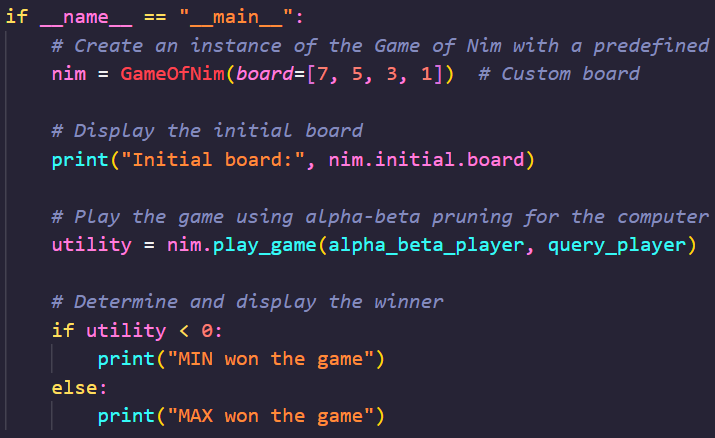 if __name__ == "__main__":
    # Create an instance of the Game of Nim with a predefined
    nim = GameOfNim(board=[7, 5, 3, 1])  # Custom board

    # Display the initial board
    print("Initial board:", nim.initial.board)

    # Play the game using alpha-beta pruning for the computer
    utility = nim.play_game(alpha_beta_player, query_player)

    # Determine and display the winner
    if utility < 0:
        print("MIN won the game")
    else:
        print("MAX won the game")